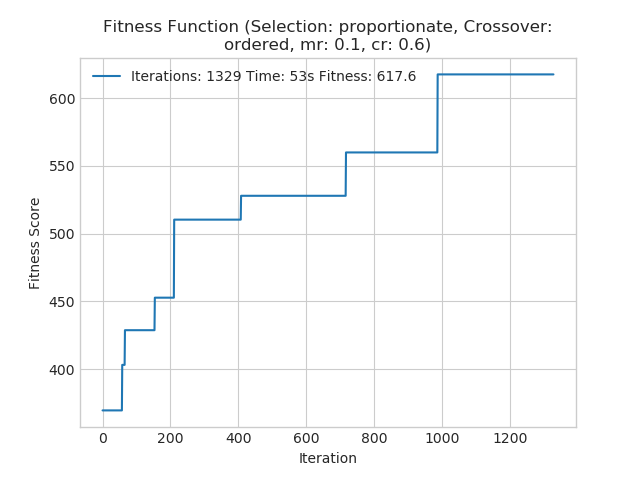 Fitness Function (Selection: proportionate, Crossover:
ordered, mr: 0.1, cr: 0.6)
Iterations: 1329 Time: 53s Fitness: 617.6
600
550
500
450
400
Fitness Score
0 200 400 600 800 1000 1200
Iteration